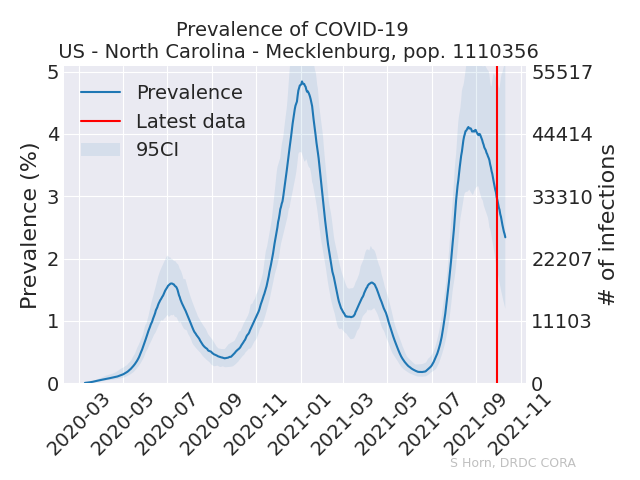 Prevalence of COVID-19
US - North Carolina - Mecklenburg, pop. 1110356
Prevalence
Latest data
95CI
Prevalence (%)
5
4
3
2
1
0
55517
44414
33310
22207
11103
0
# of infections
2020-03
2020-05
2020-07
2020-09
2020-11
2021-01
2021-03
2021-05
2021-07
2021-09
2021-11
S Horn, DRDC CORA